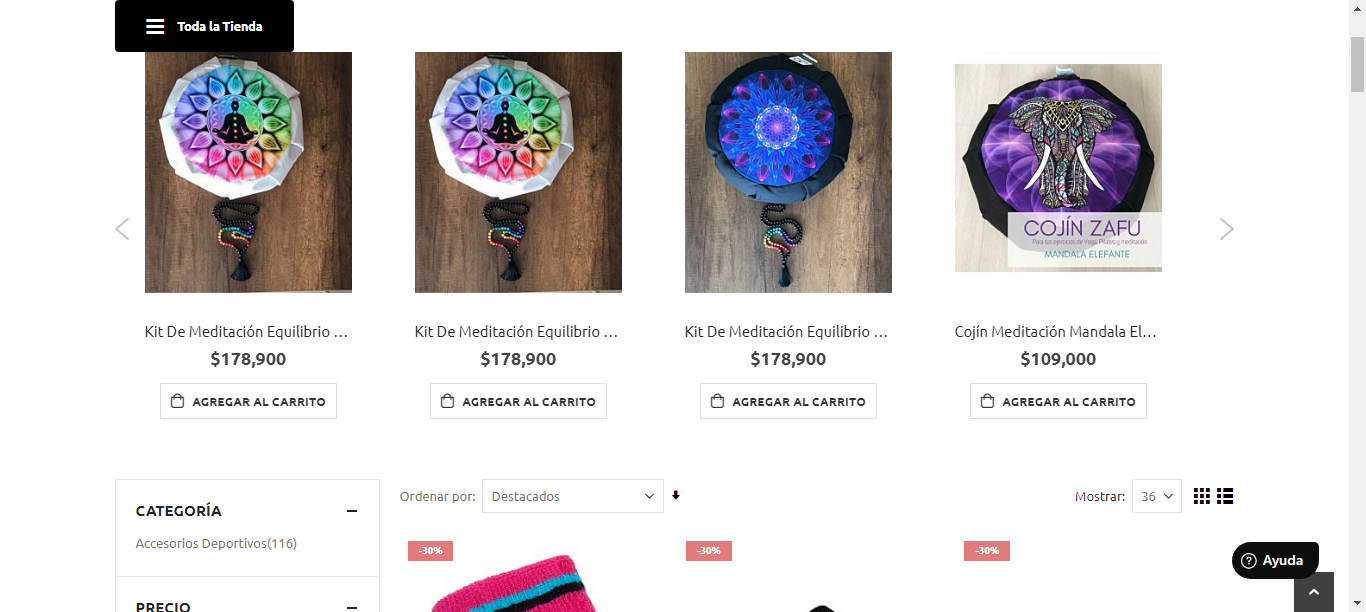 Toda la Tienda
COJÍN ZAFU
Para tus ejercicios de Yoga, Pilates y meditación
MANDALA ELEFANTE
Kit De Meditación Equilibrio ...
$178,900
AGREGAR AL CARRITO
Kit De Meditación Equilibrio ...
$178,900
AGREGAR AL CARRITO
Kit De Meditación Equilibrio ...
$178,900
AGREGAR AL CARRITO
Cojín Meditación Mandala El...
$109,000
AGREGAR AL CARRITO
CATEGORÍA
Accesorios Deportivos(116)
PRECIO
Ordenar por: Destacados
Mostrar: 36
-30%
-30%
-30%
Ayuda